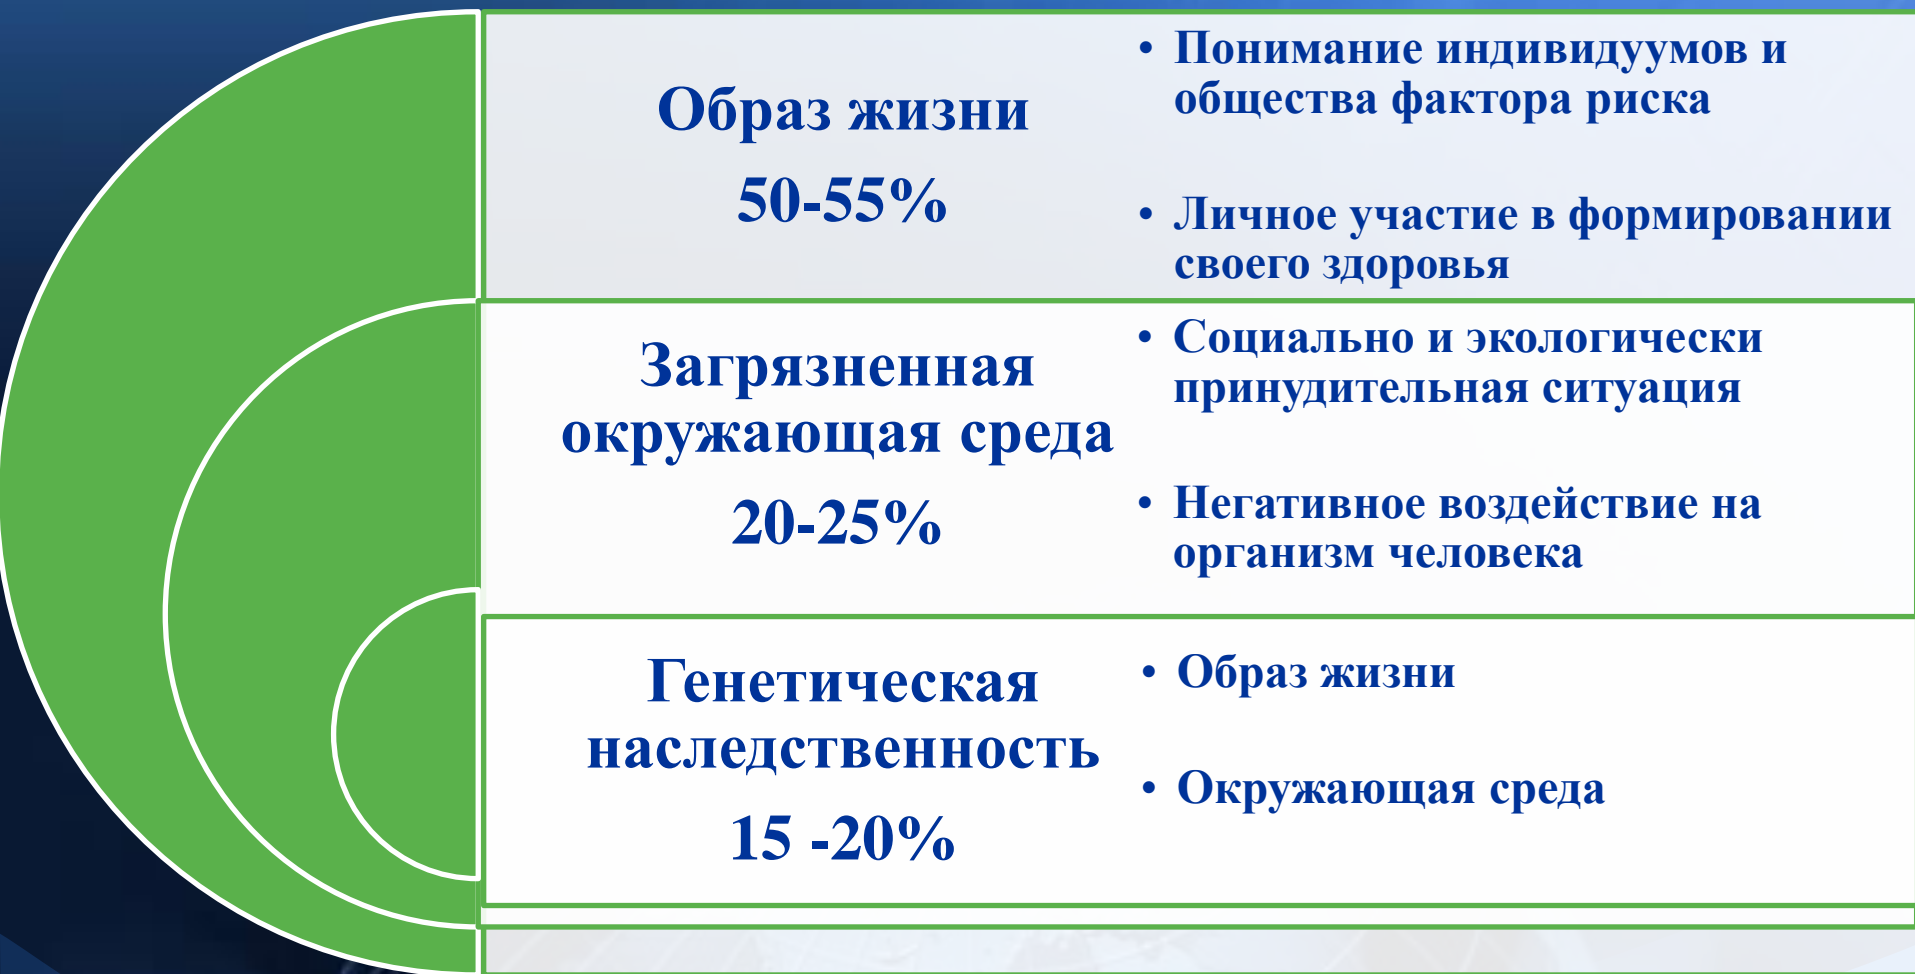 Образ жизни
50-55%
• Понимание индивидуумов и
общества фактора риска
• Личное участие в формировании
своего здоровья
Загрязненная
окружающая среда
20-25%
• Социально и экологически
принудительная ситуация
• Негативное воздействие на
организм человека
Генетическая
наследственность
15 -20%
• Образ жизни
• Окружающая среда